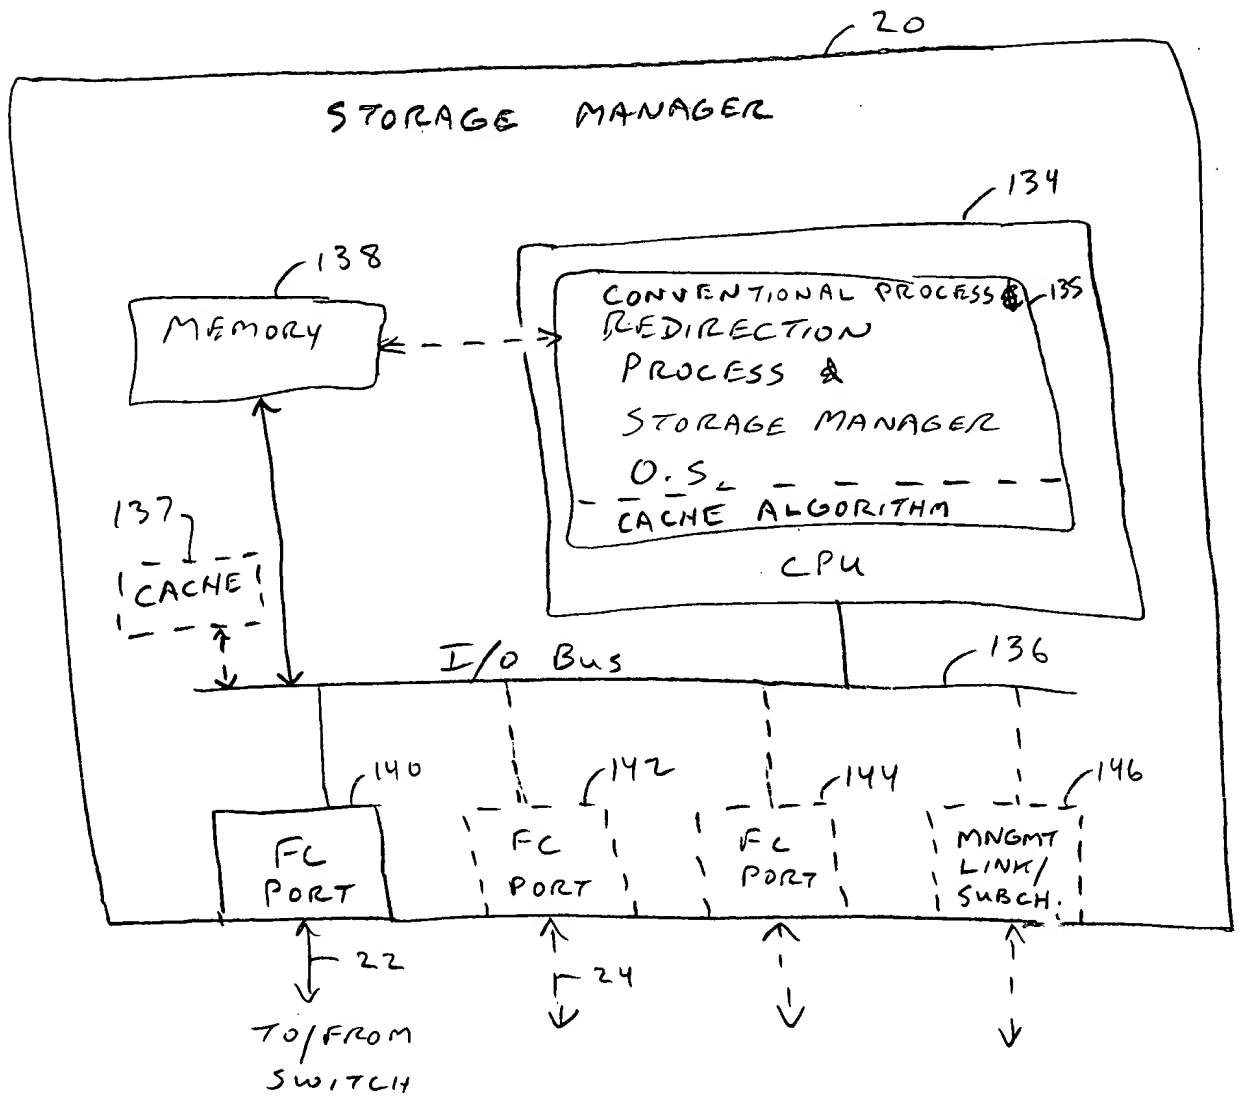 20
STORAGE MANAGER
134
138
MEMORY
CONVENTIONAL PROCESS &
135
REDIRECTION
PROCESS &
STORAGE MANAGER
O.S.
CACHE ALGORITHM
CPU
137
CACHE
I/O Bus
136
140
142
144
146
FC
PORT
FC
PORT
FC
PORT
MNGMT
LINK/
SUBCH.
22
24
TO/FROM
SWITCH